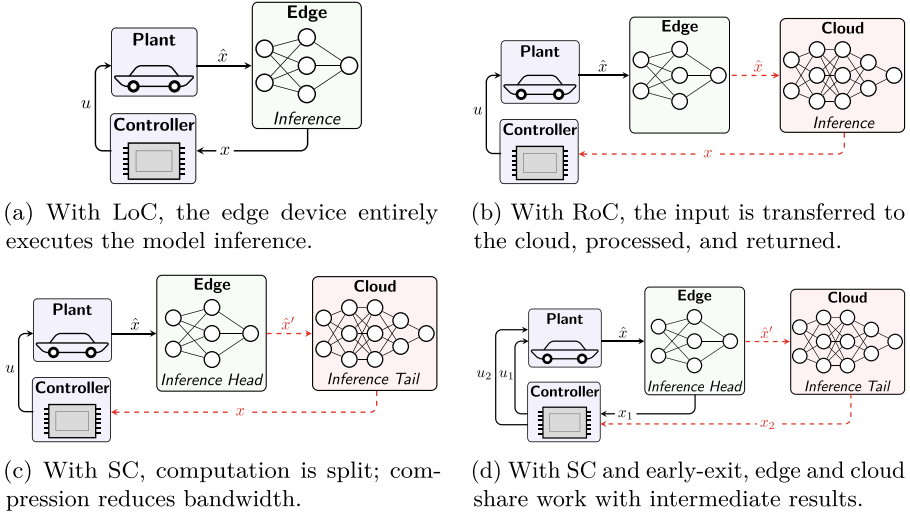 Edge
Plant
x̂
Inference
u
Controller
x
(a) With LoC, the edge device entirely
executes the model inference.
Edge
Cloud
Plant
x̂
x̂
Inference
u
Controller
x
(b) With RoC, the input is transferred to
the cloud, processed, and returned.
Edge
Cloud
Plant
x̂
x̂′
Inference Head
Inference Tail
u
Controller
x
(c) With SC, computation is split; com-
pression reduces bandwidth.
Edge
Cloud
Plant
x̂
x̂′
Inference Head
Inference Tail
u₂
u₁
Controller
x₁
x₂
(d) With SC and early-exit, edge and cloud
share work with intermediate results.